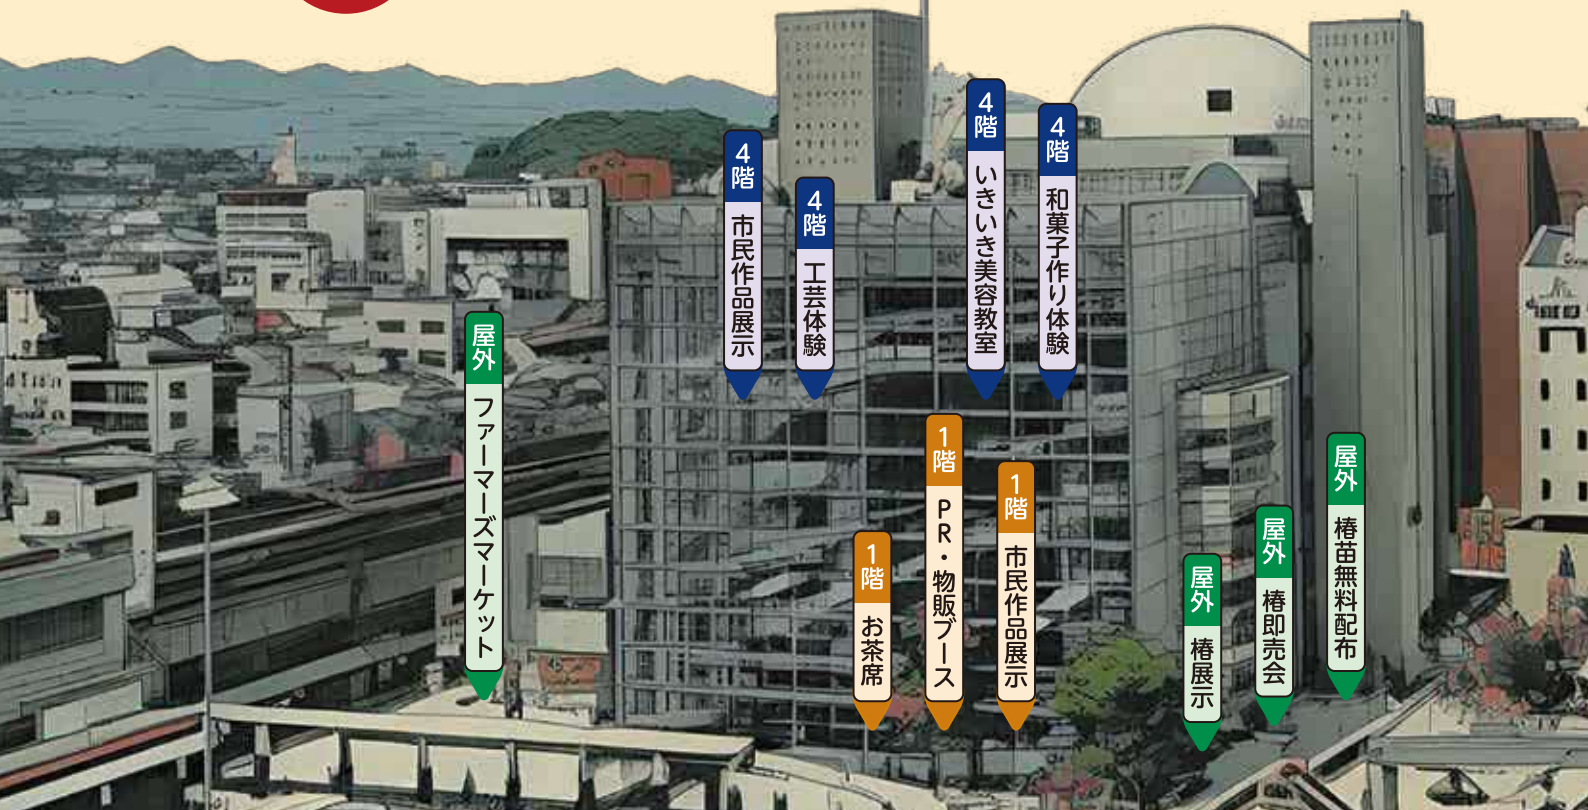 4階 市民作品展示
4階 工芸体験
4階 いきいき美容教室
4階 和菓子作り体験
屋外 ファーマーズマーケット
1階 お茶席
1階 PR・物販ブース
1階 市民作品展示
屋外 椿展示
屋外 椿即売会
屋外 椿苗無料配布